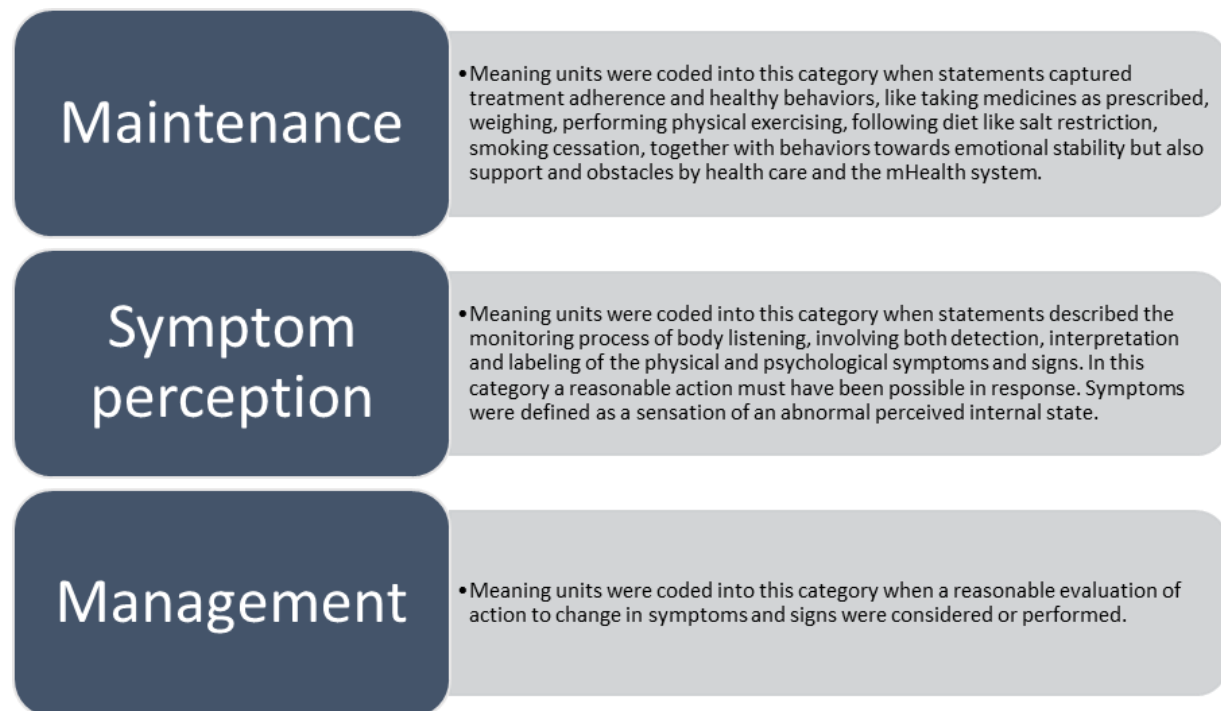 Maintenance
•Meaning units were coded into this category when statements captured
treatment adherence and healthy behaviors, like taking medicines as prescribed,
weighing, performing physical exercising, following diet like salt restriction,
smoking cessation, together with behaviors towards emotional stability but also
support and obstacles by health care and the mHealth system.
Symptom
perception
•Meaning units were coded into this category when statements described the
monitoring process of body listening, involving both detection, interpretation
and labeling of the physical and psychological symptoms and signs. In this
category a reasonable action must have been possible in response. Symptoms
were defined as a sensation of an abnormal perceived internal state.
Management
•Meaning units were coded into this category when a reasonable evaluation of
action to change in symptoms and signs were considered or performed.